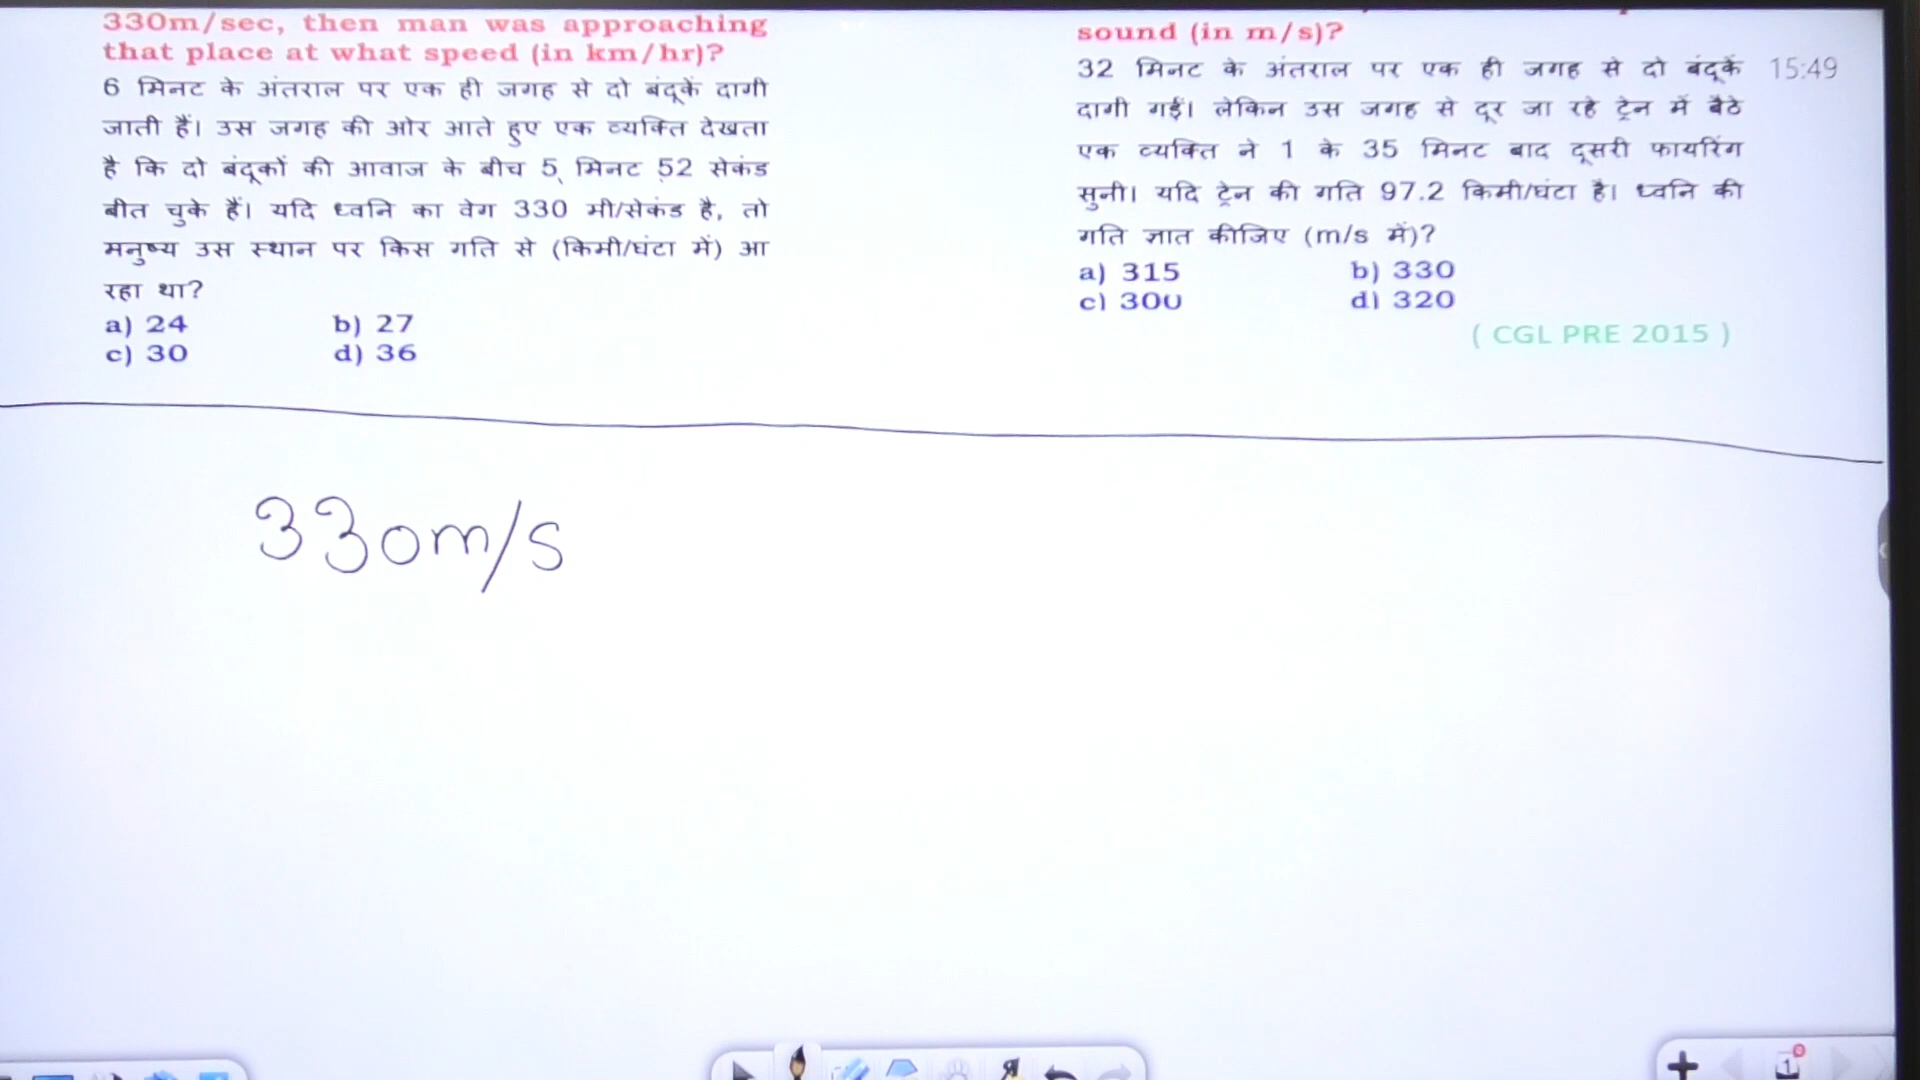 330m/sec, then man was approaching
that place at what speed (in km/hr)?
6 मिनट के अंतराल पर एक ही जगह से दो बंदूकें दागी
जाती हैं। उस जगह की ओर आते हुए एक व्यक्ति देखता
है कि दो बंदूकों की आवाज के बीच 5 मिनट 52 सेकंड
बीत चुके हैं। यदि ध्वनि का वेग 330 मी/सेकंड है, तो
मनुष्य उस स्थान पर किस गति से (किमी/घंटा में) आ
रहा था?
a) 24 b) 27
c) 30 d) 36
sound (in m/s)?
32 मिनट के अंतराल पर एक ही जगह से दो बंदूकें
दागी गईं। लेकिन उस जगह से दूर जा रहे ट्रेन में बैठे
एक व्यक्ति ने 1 के 35 मिनट बाद दूसरी फायरिंग
सुनी। यदि ट्रेन की गति 97.2 किमी/घंटा है। ध्वनि की
गति ज्ञात कीजिए (m/s में)?
a) 315 b) 330
c) 300 d) 320
( CGL PRE 2015 )
15:49
330m/s
1